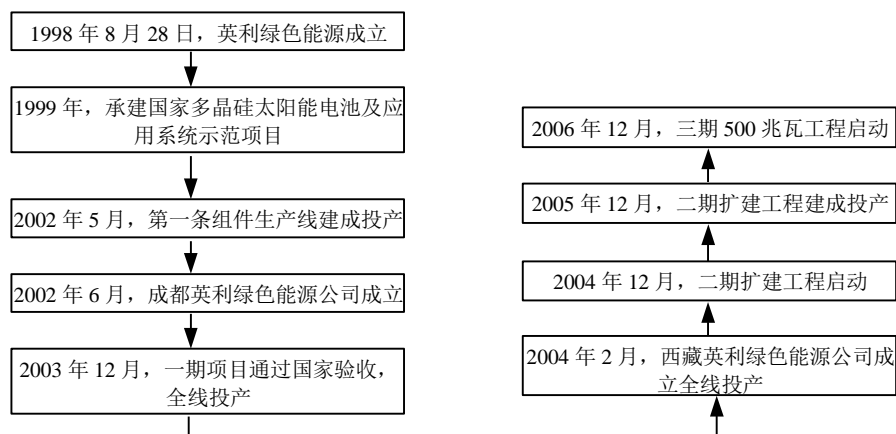 1998 年 8 月 28 日，英利绿色能源成立
1999 年，承建国家多晶硅太阳能电池及应
用系统示范项目
2002 年 5 月，第一条组件生产线建成投产
2002 年 6 月，成都英利绿色能源公司成立
2003 年 12 月，一期项目通过国家验收，
全线投产
2006 年 12 月，三期 500 兆瓦工程启动
2005 年 12 月，二期扩建工程建成投产
2004 年 12 月，二期扩建工程启动
2004 年 2 月，西藏英利绿色能源公司成
立全线投产